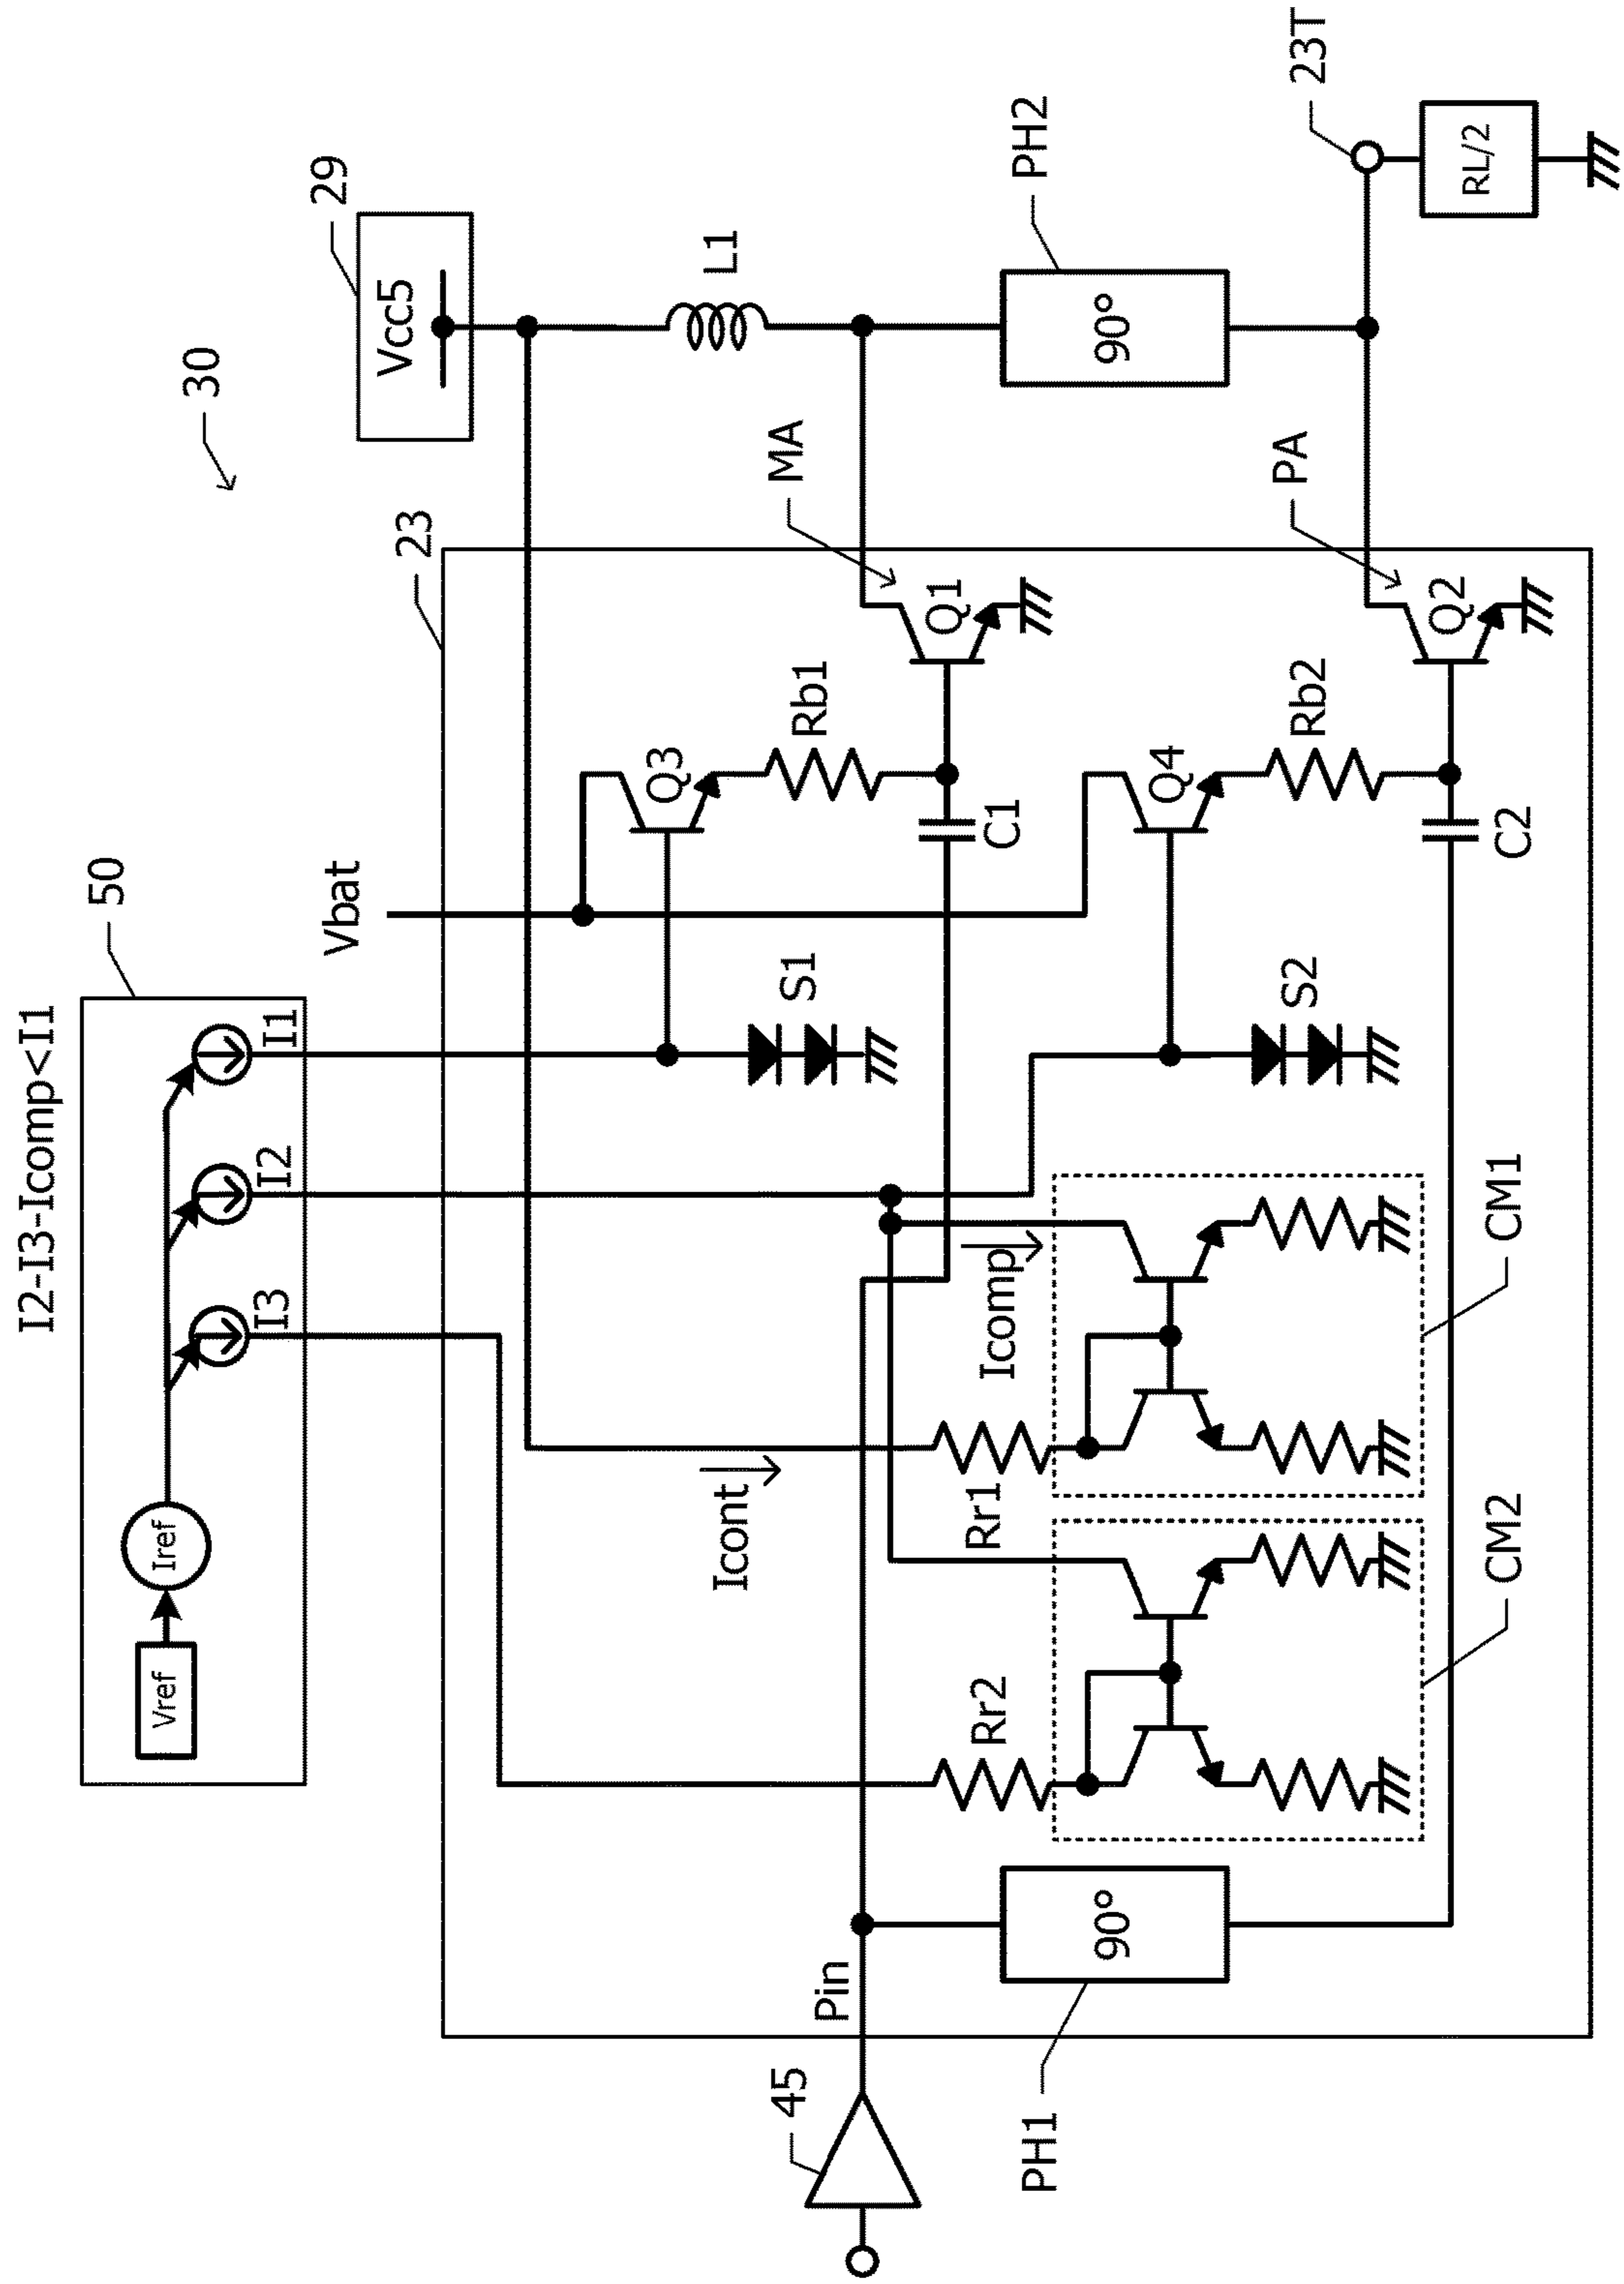 I2-I3-Icomp<I1
50
30
29
Vref
Iref
I3
I2
I1
Vbat
Vcc5
23
L1
Icont
Icomp
S1
Q3
Rb1
MA
Q1
C1
PH2
90°
45
Pin
Rr2
Rr1
PH1
90°
CM2
CM1
S2
Q4
Rb2
PA
Q2
C2
23T
RL/2